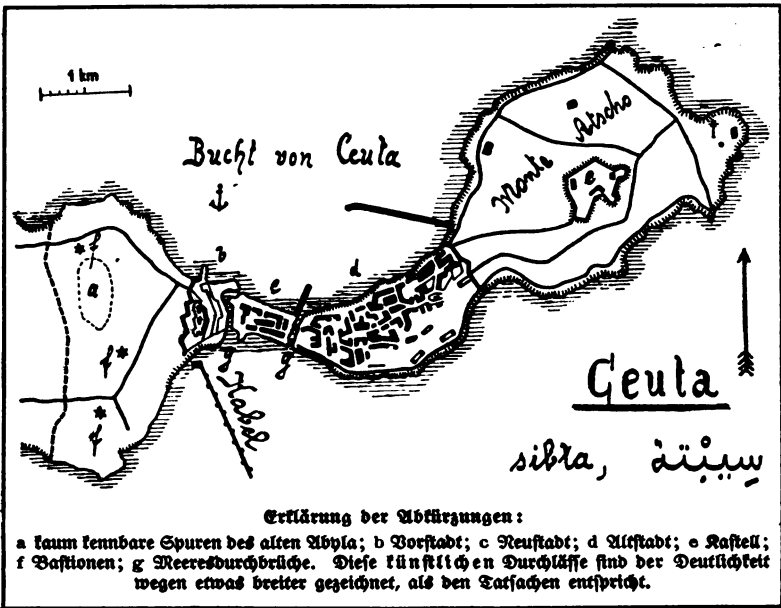 1 km
Monte Atscho
Bucht von Ceuta
e
b
f
d
a
c
f
g
g
Kabel
f
Ceuta
sibta, سِيبْتة
Erklärung der Abkürzungen:
a kaum kennbare Spuren des alten Abyla; b Vorstadt; c Neustadt; d Altstadt; e Kastell;
f Bastionen; g Meeresdurchbrüche. Diese künstlichen Durchlässe sind der Deutlichkeit
wegen etwas breiter gezeichnet, als den Tatsachen entspricht.